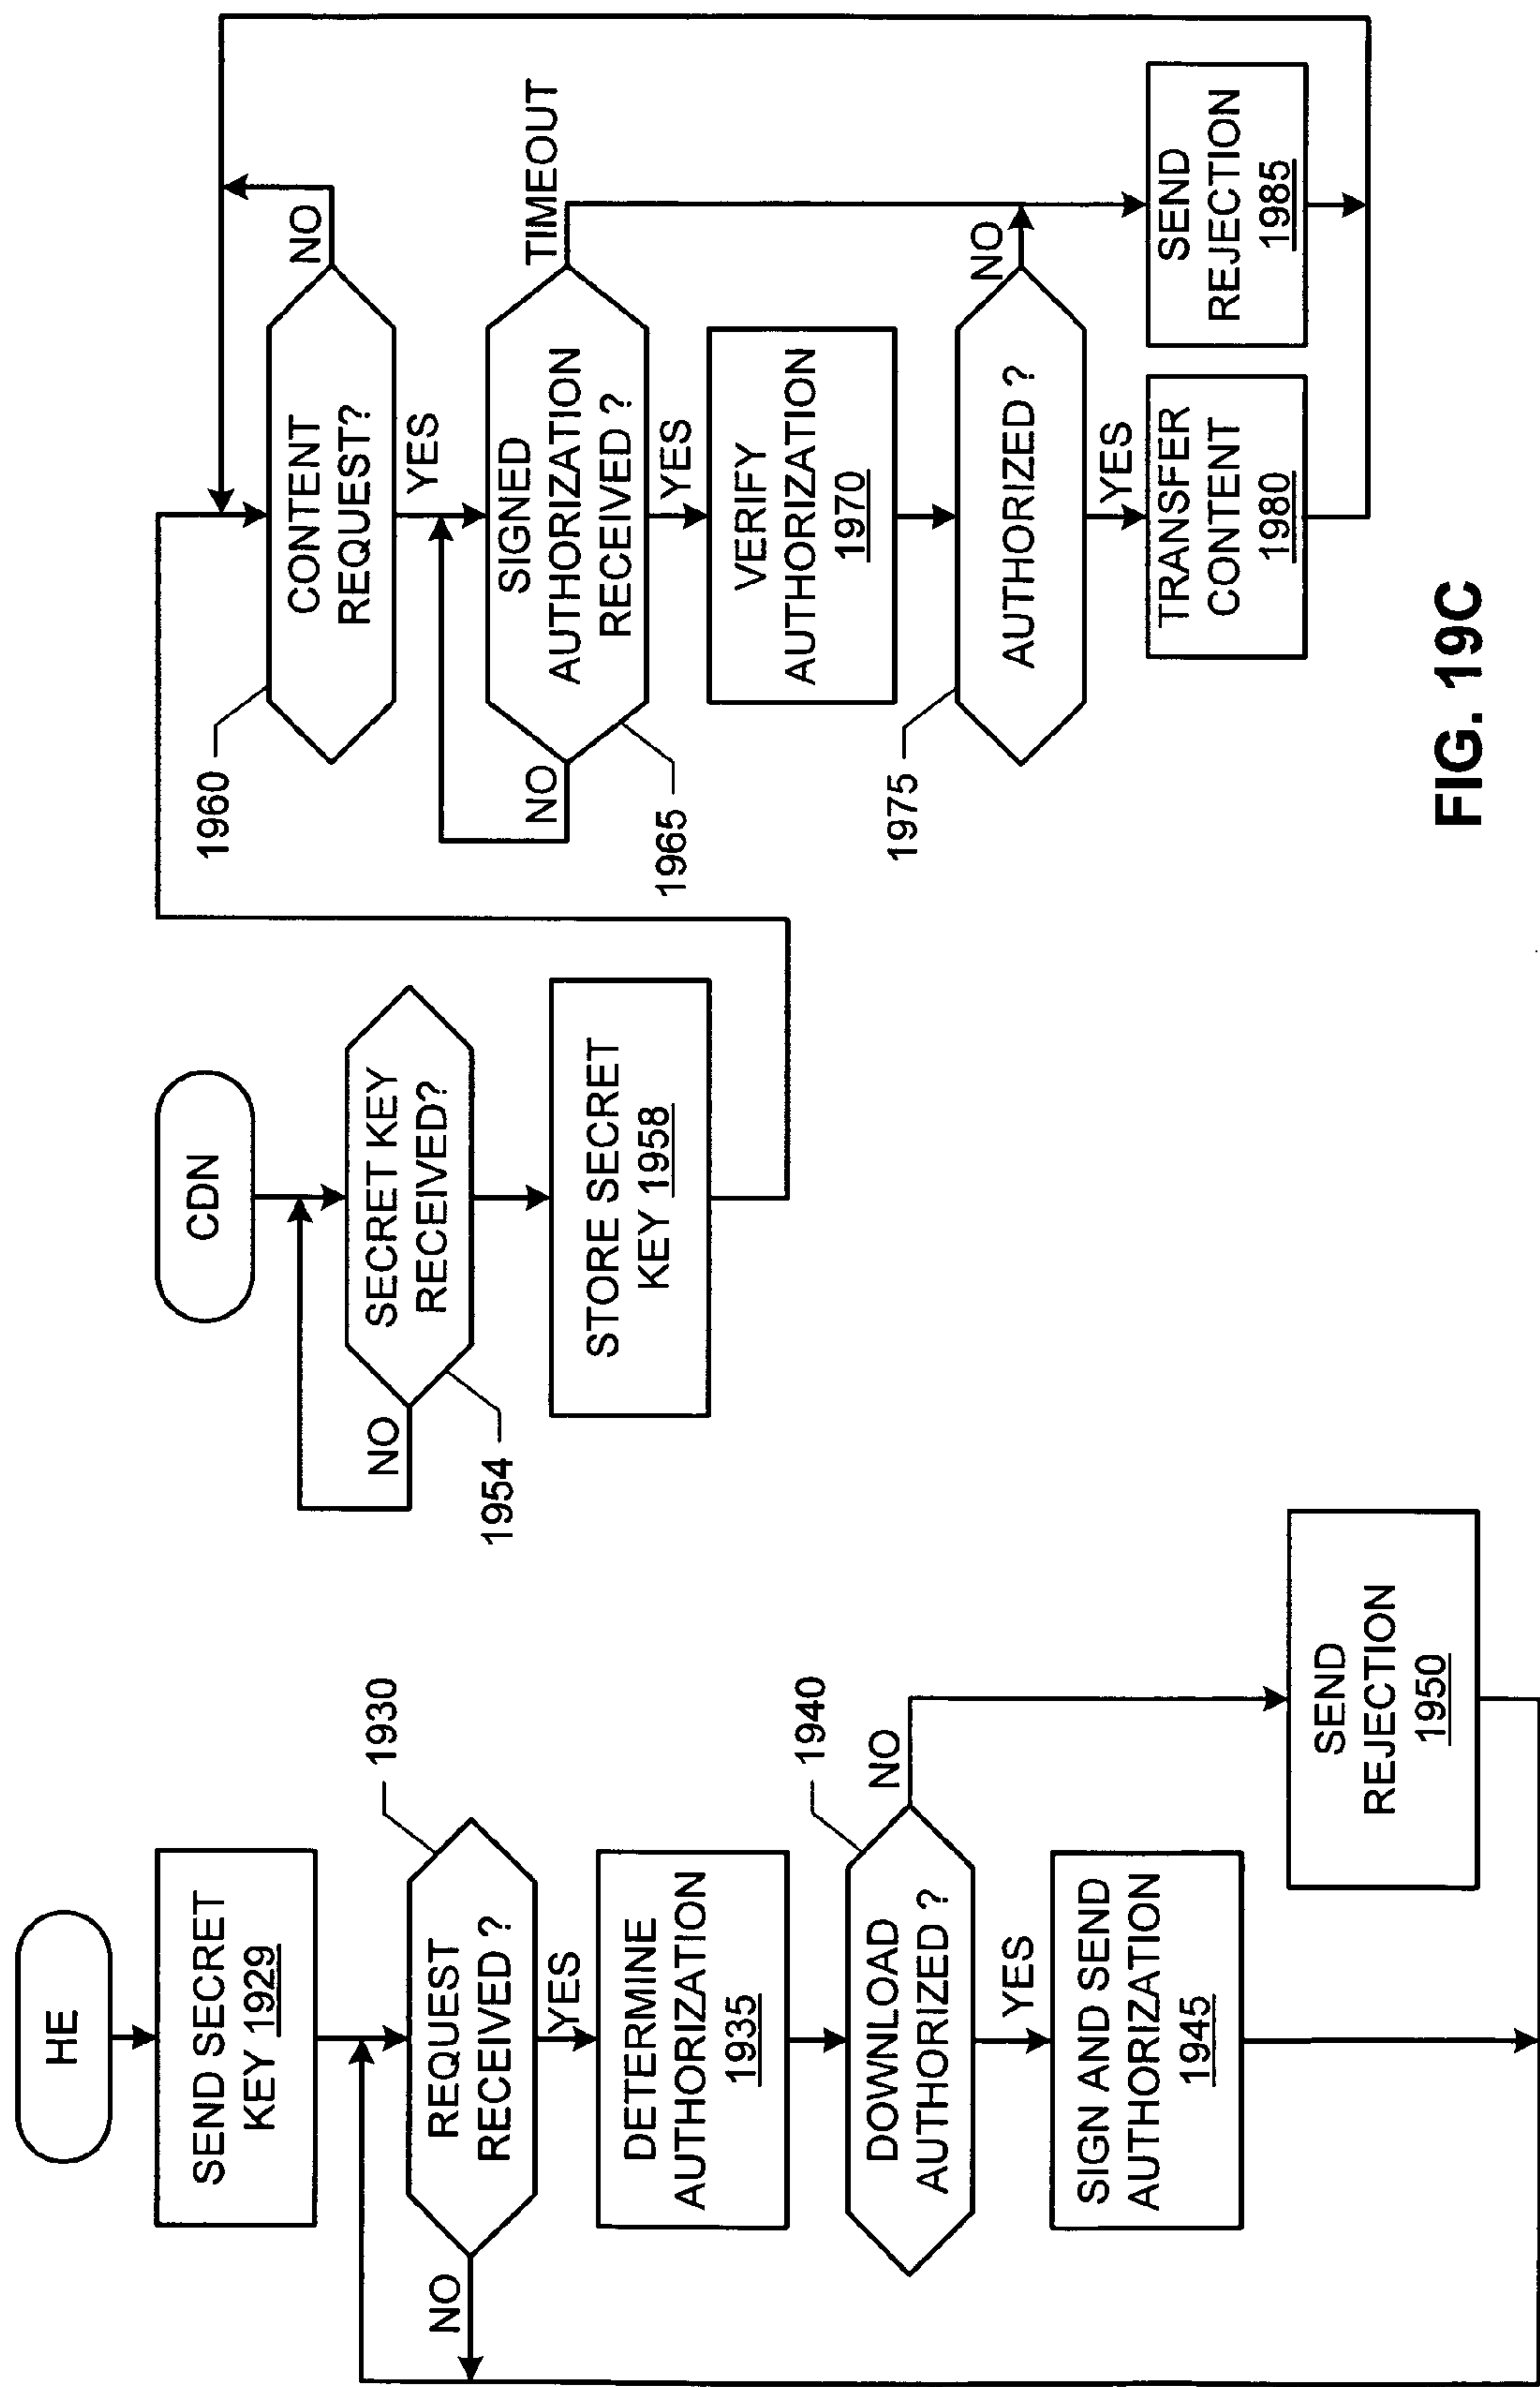 HE
SEND SECRET
KEY 1929
1930
REQUEST
RECEIVED ?
NO
YES
DETERMINE
AUTHORIZATION
1935
1940
DOWNLOAD
AUTHORIZED ?
NO
YES
SIGN AND SEND
AUTHORIZATION
1945
SEND
REJECTION
1950
CDN
SECRET KEY
RECEIVED?
NO
1954
STORE SECRET
KEY 1958
1960
CONTENT
REQUEST?
NO
YES
SIGNED
AUTHORIZATION
RECEIVED ?
NO
TIMEOUT
1965
YES
VERIFY
AUTHORIZATION
1970
1975
AUTHORIZED ?
NO
YES
TRANSFER
CONTENT
1980
SEND
REJECTION
1985
FIG. 19C